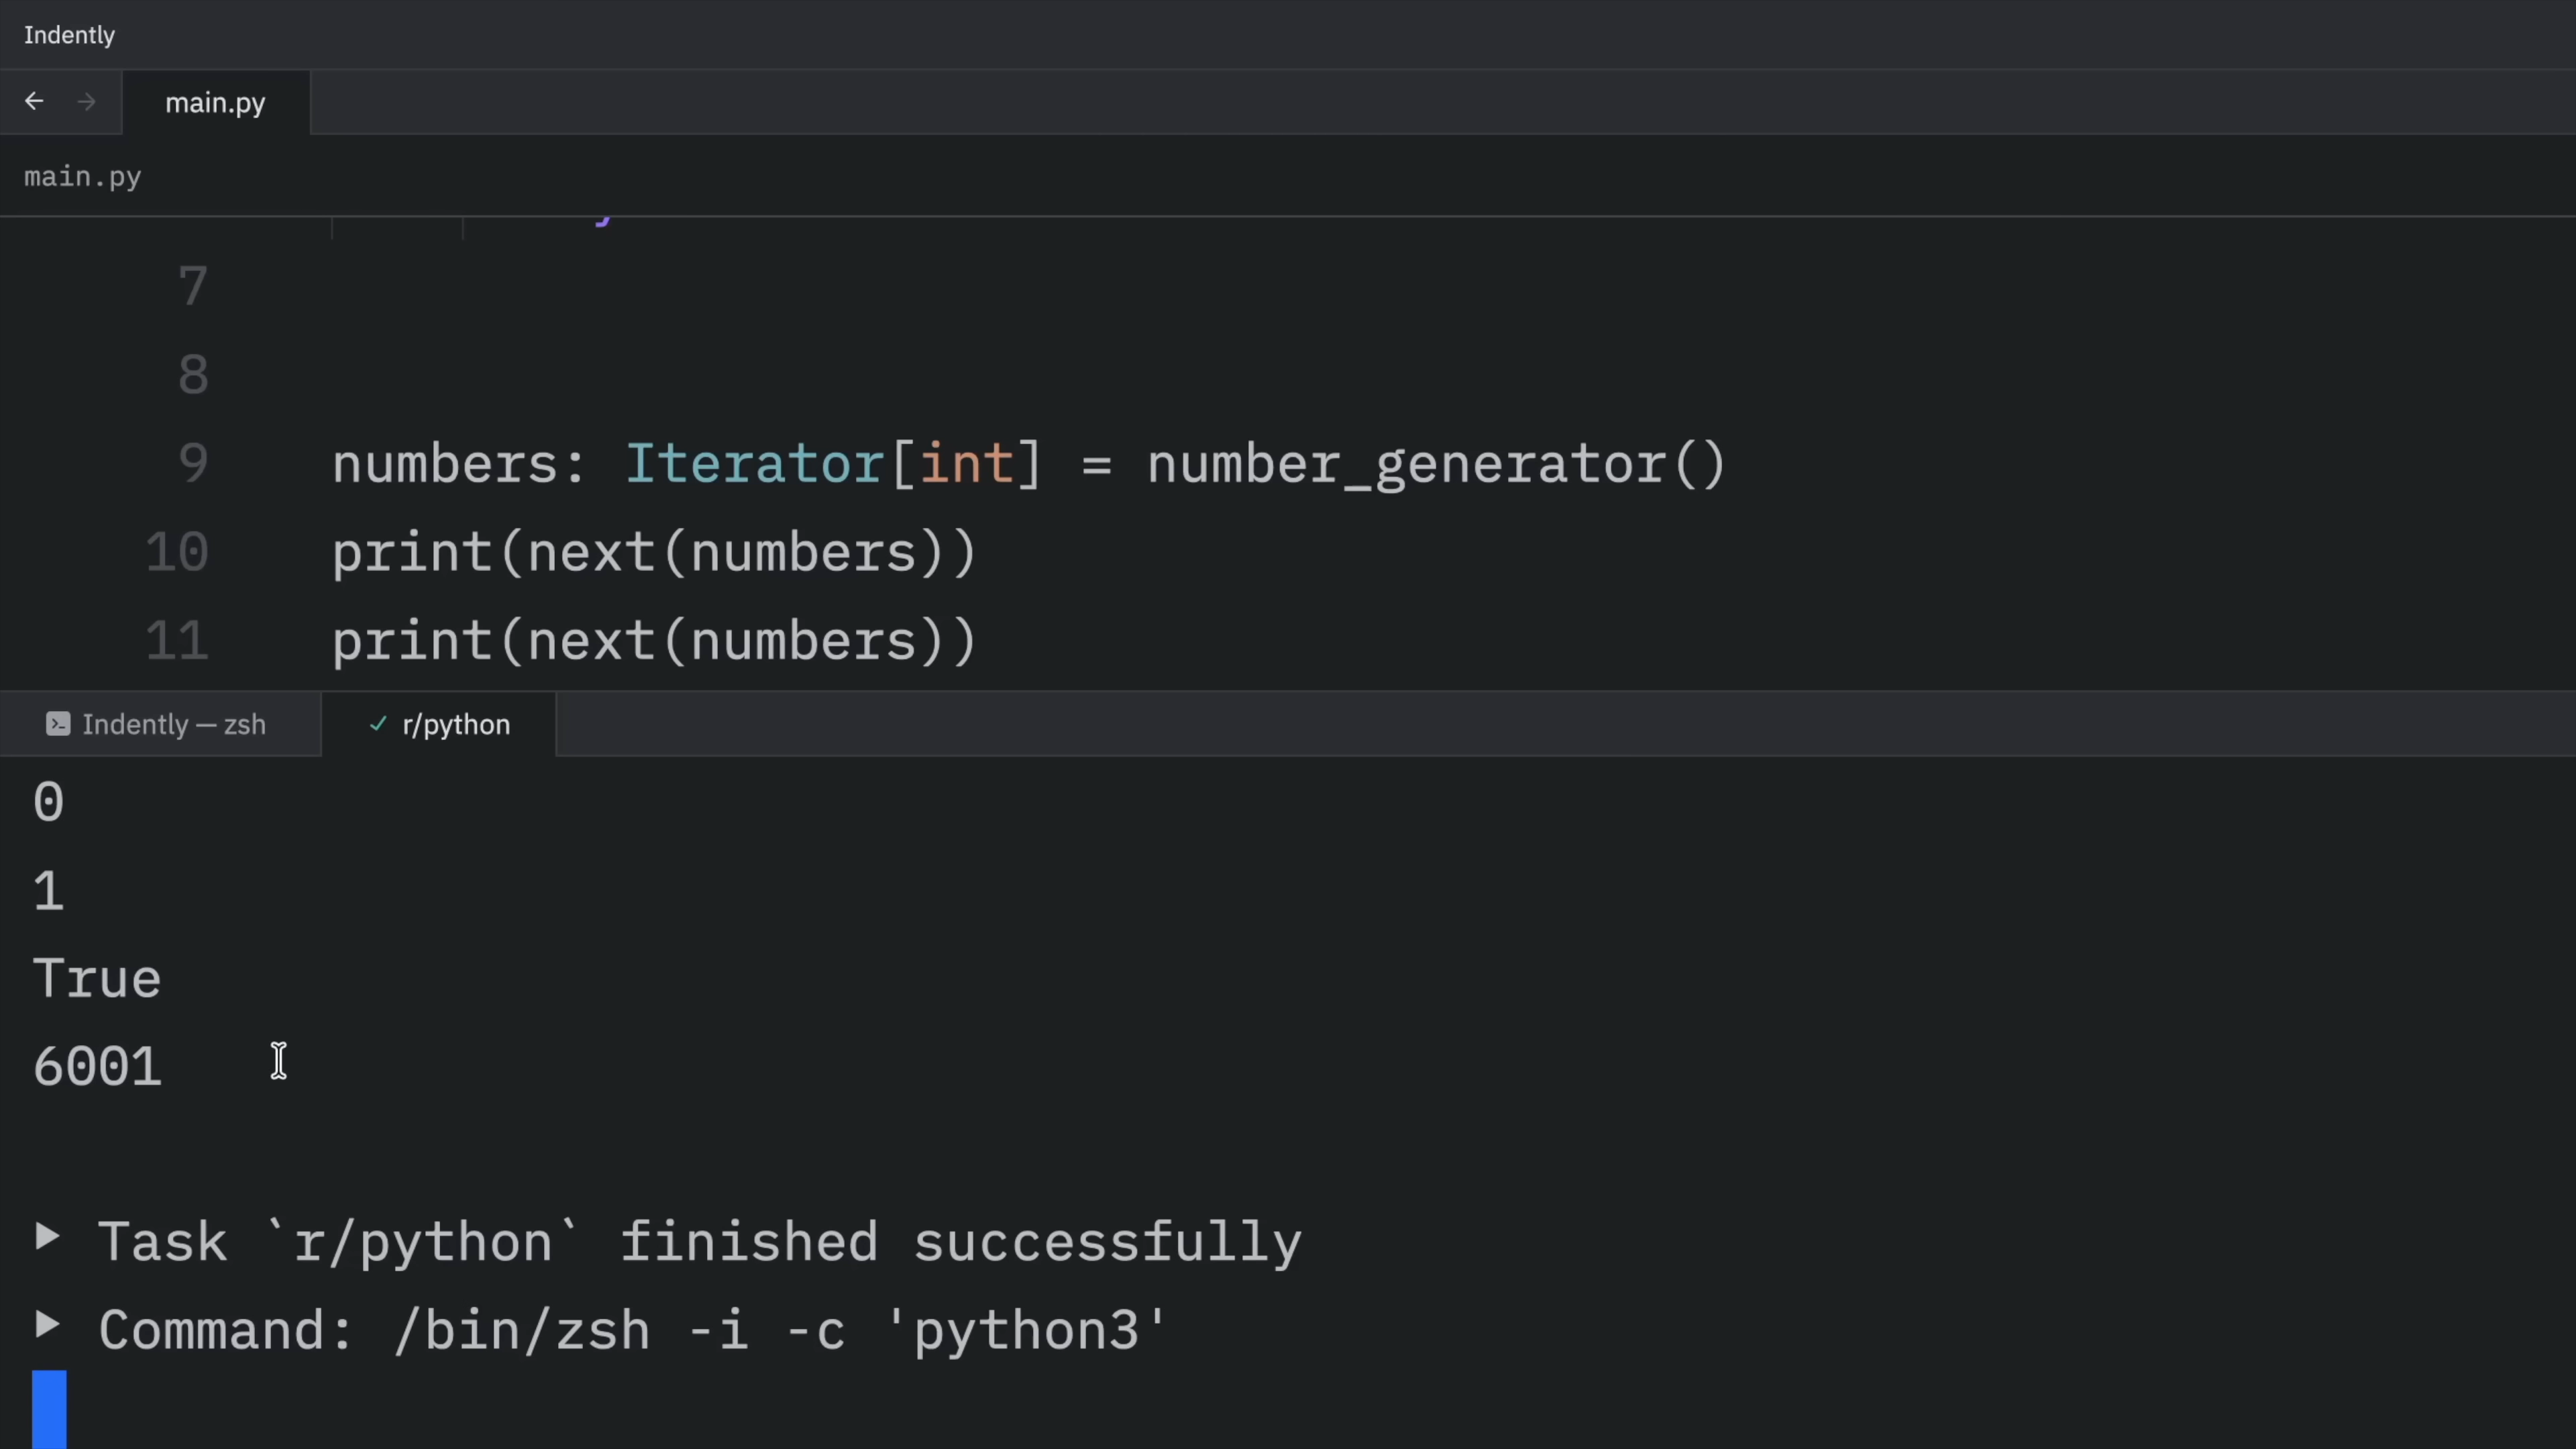 Indently
main.py
main.py
7
8
9 numbers: Iterator[int] = number_generator()
10 print(next(numbers))
11 print(next(numbers))
Indently — zsh
r/python
0
1
True
6001
Task `r/python` finished successfully
Command: /bin/zsh -i -c 'python3'